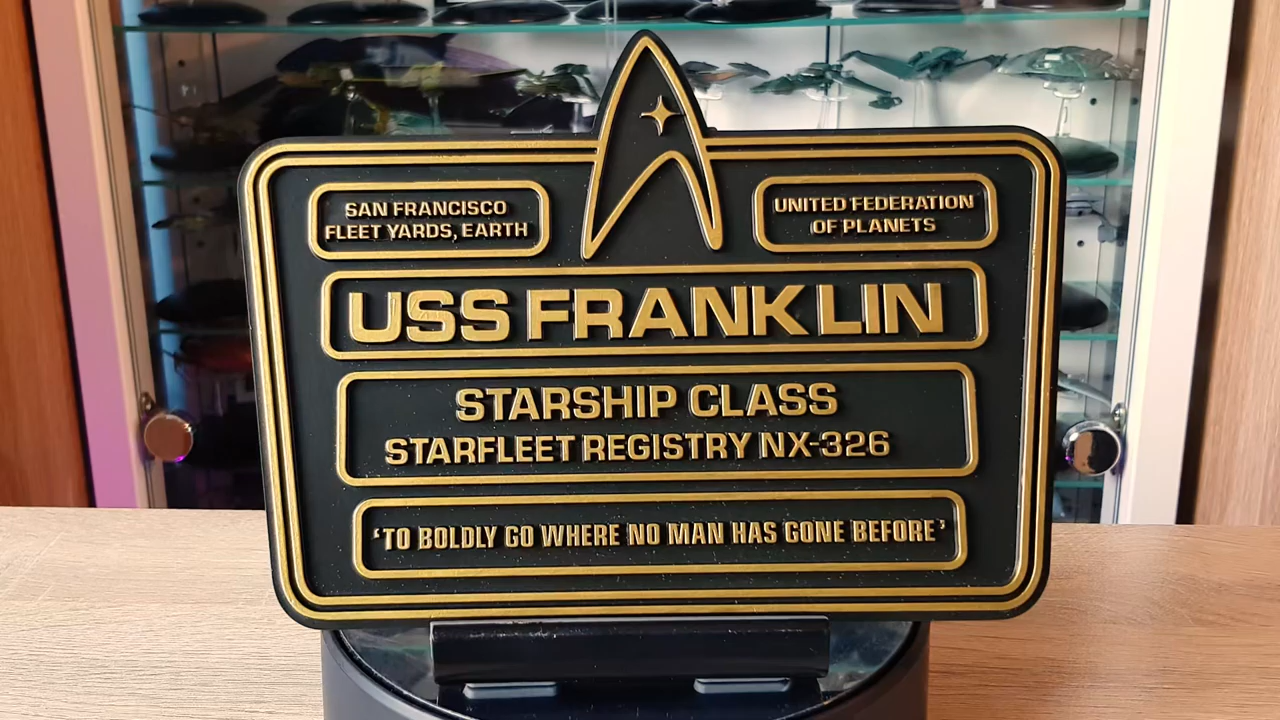 SAN FRANCISCO
FLEET YARDS, EARTH
UNITED FEDERATION
OF PLANETS
USS FRANKLIN
STARSHIP CLASS
STARFLEET REGISTRY NX-326
‘TO BOLDLY GO WHERE NO MAN HAS GONE BEFORE’